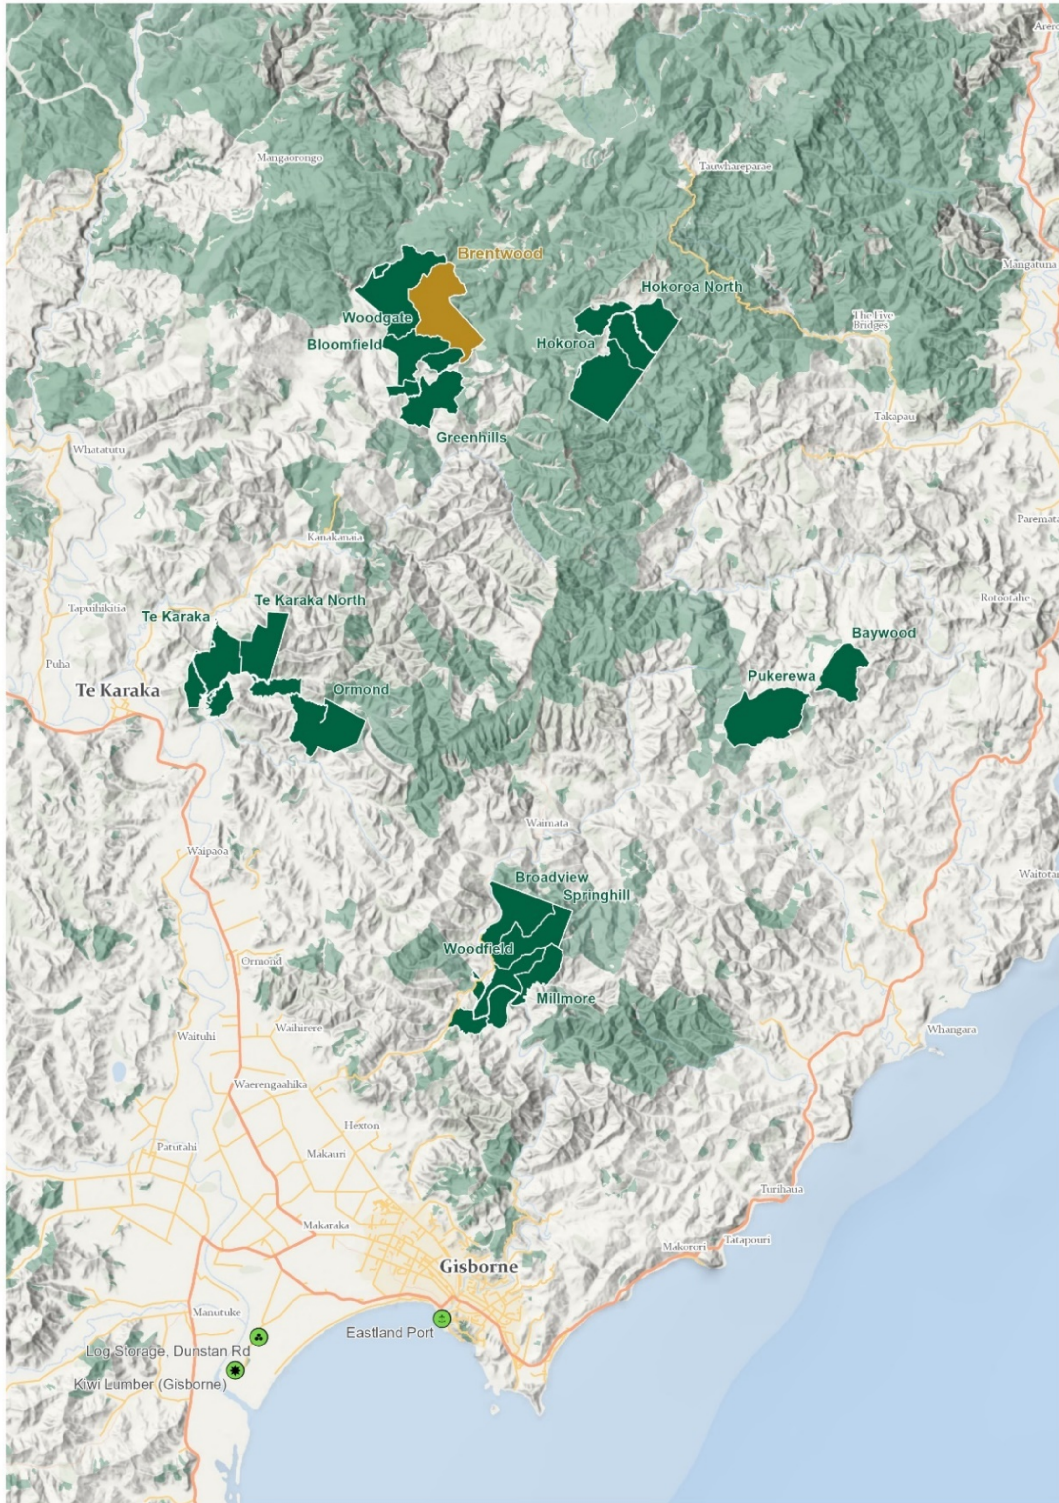 Mangaorongo
Tauwhareparae
Brentwood
Mangatuna
Hokoroa North
Woodgate
The Five
Bridges
Bloomfield
Hokoroa
Takapau
Greenhills
Whatatutu
Kanakanaia
Te Karaka North
Rotootahe
Tapuihikitia
Te Karaka
Baywood
Puha
Pukerewa
Te Karaka
Ormond
Waimata
Waipaoa
Broadview
Springhill
Woodfield
Ormond
Millmore
Waihirere
Whangara
Waituhi
Waerengaahika
Hexton
Patutahi
Makauri
Turihaua
Makaraka
Tatapouri
Makorori
Gisborne
Manutuke
Eastland Port
Log Storage, Dunstan Rd
Kiwi Lumber (Gisborne)